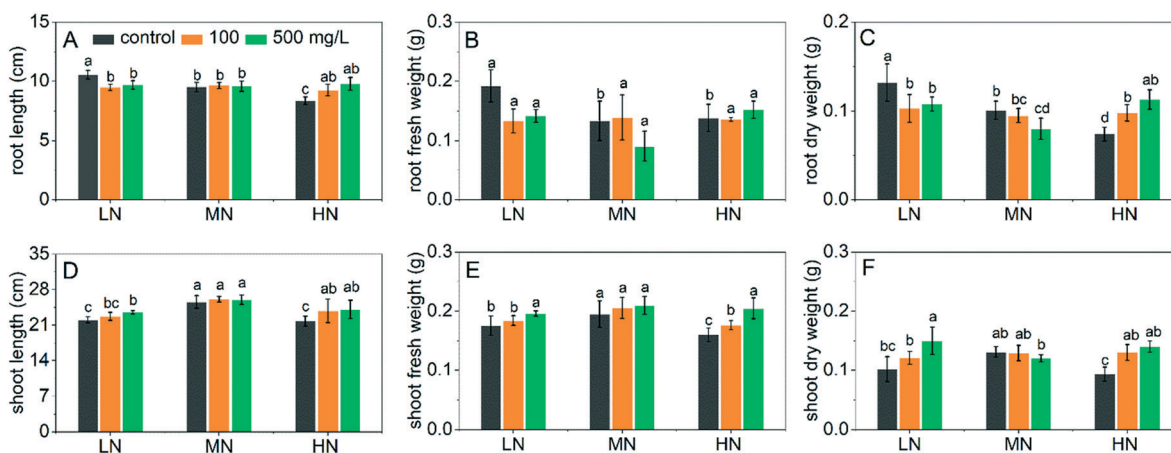 A
control 100 500 mg/L
root length (cm)
15
10
5
0
a b b b b b c ab ab
LN MN HN
B
root fresh weight (g)
0.3
0.2
0.1
0.0
a a a b a a b a a
LN MN HN
C
root dry weight (g)
0.2
0.1
0.0
a b b b bc cd d b ab
LN MN HN
D
shoot length (cm)
35
28
21
14
7
0
c bc b a a a c ab ab
LN MN HN
E
shoot fresh weight (g)
0.3
0.2
0.1
0.0
b b a a a a c b a
LN MN HN
F
shoot dry weight (g)
0.3
0.2
0.1
0.0
bc b a ab ab b c ab ab
LN MN HN